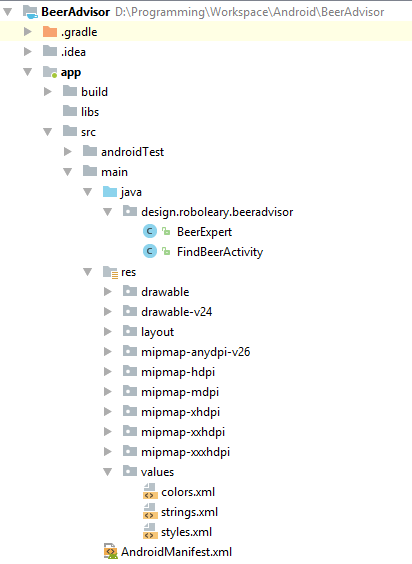 BeerAdvisor D:\Programming\Workspace\Android\BeerAdvisor
.gradle
.idea
app
build
libs
src
androidTest
main
java
design.roboleary.beeradvisor
BeerExpert
FindBeerActivity
res
drawable
drawable-v24
layout
mipmap-anydpi-v26
mipmap-hdpi
mipmap-mdpi
mipmap-xhdpi
mipmap-xxhdpi
mipmap-xxxhdpi
values
colors.xml
strings.xml
styles.xml
AndroidManifest.xml